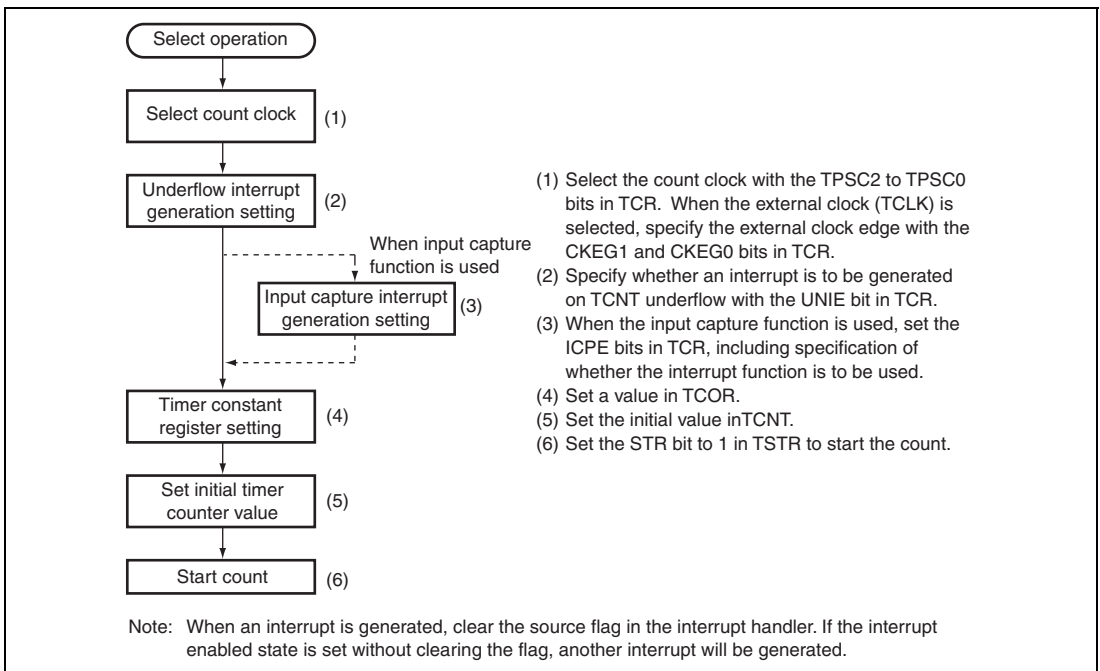 Select operation
Select count clock
(1)
Underflow interrupt
generation setting
(2)
When input capture
function is used
Input capture interrupt
generation setting
(3)
Timer constant
register setting
(4)
Set initial timer
counter value
(5)
Start count
(6)
(1) Select the count clock with the TPSC2 to TPSC0
bits in TCR. When the external clock (TCLK) is
selected, specify the external clock edge with the
CKEG1 and CKEG0 bits in TCR.
(2) Specify whether an interrupt is to be generated
on TCNT underflow with the UNIE bit in TCR.
(3) When the input capture function is used, set the
ICPE bits in TCR, including specification of
whether the interrupt function is to be used.
(4) Set a value in TCOR.
(5) Set the initial value inTCNT.
(6) Set the STR bit to 1 in TSTR to start the count.
Note: When an interrupt is generated, clear the source flag in the interrupt handler. If the interrupt
enabled state is set without clearing the flag, another interrupt will be generated.